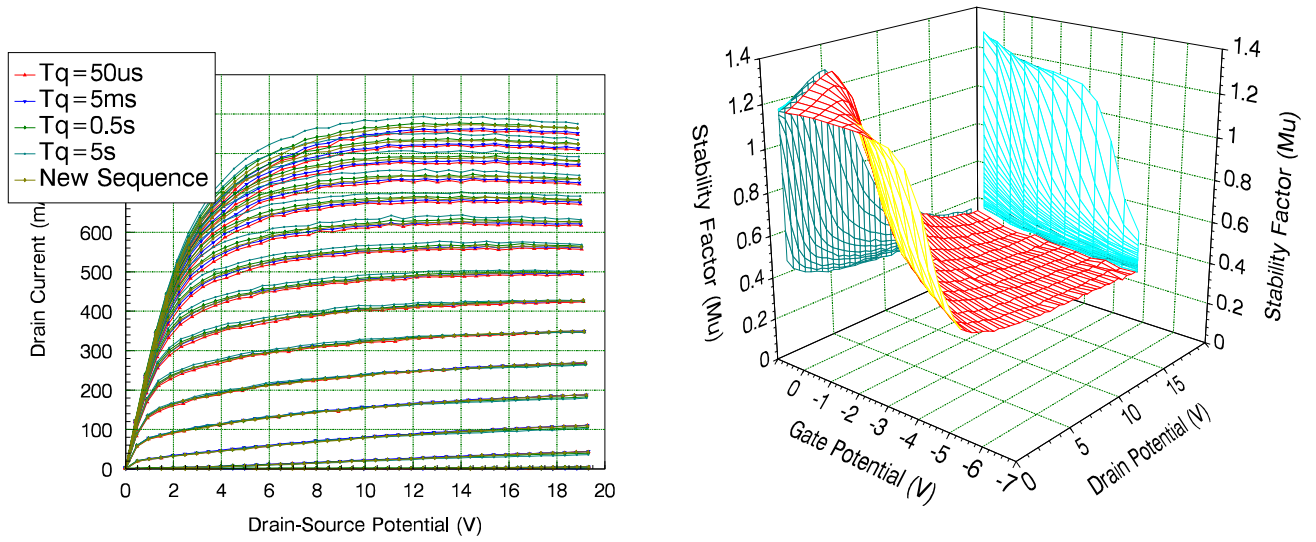 Tq=50us
Tq=5ms
Tq=0.5s
Tq=5s
New Sequence
Drain Current (mA
600
500
400
300
200
100
0
0 2 4 6 8 10 12 14 16 18 20
Drain-Source Potential (V)
Stability Factor (Mu)
1.4
1.2
1
0.8
0.6
0.4
0.2
0
0 -1 -2 -3 -4 -5 -6 -7
Gate Potential (V)
0 5 10 15
Drain Potential (V)
1.4
1.2
1
0.8
0.6
0.4
0.2
0
Stability Factor (Mu)